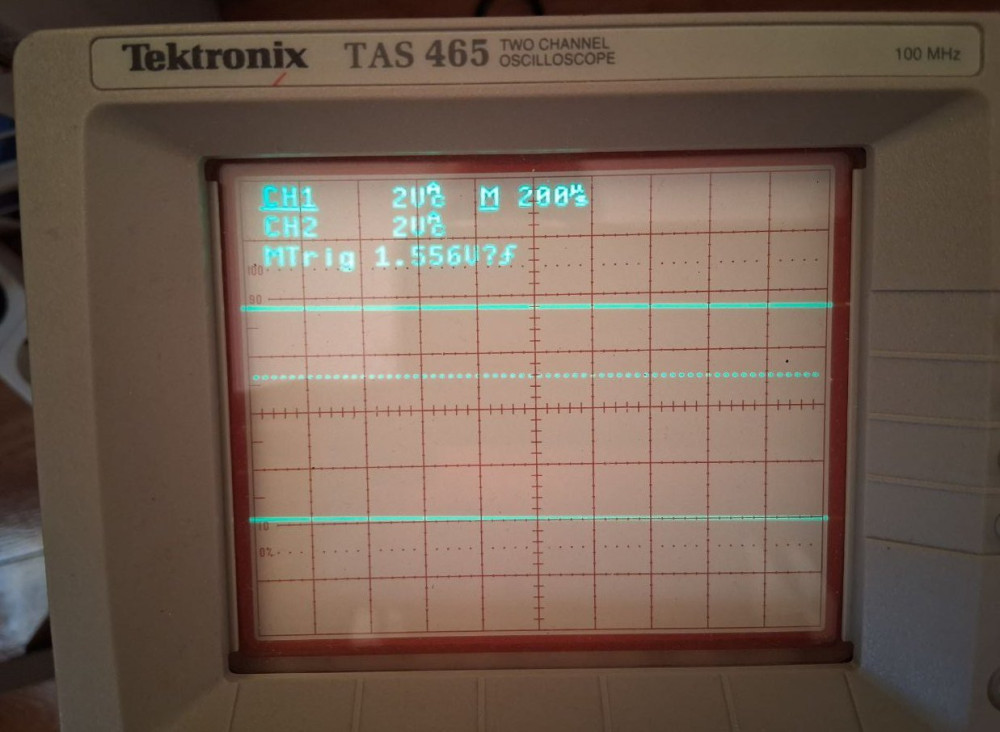 Tektronix TAS 465 TWO CHANNEL OSCILLOSCOPE 100 MHz
CH1 2V M 200µs
CH2 2V
MTrig 1.556V?
100
90
10
0%